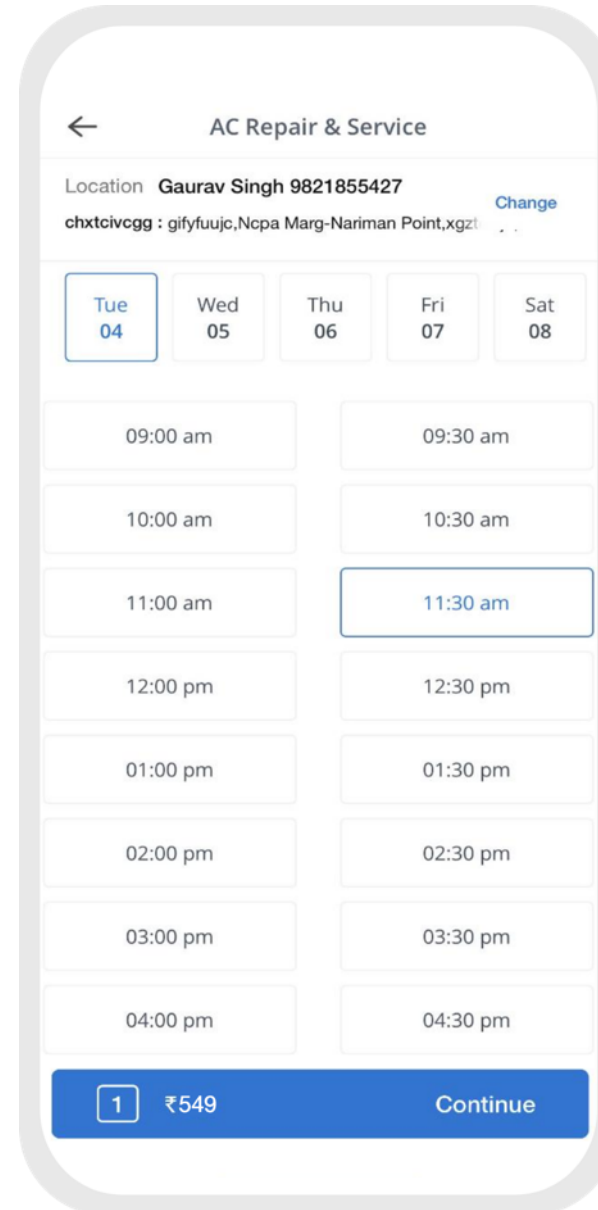 AC Repair & Service
Location Gaurav Singh 9821855427
Change
chxtcivcgg : gifyfuujc,Ncpa Marg-Nariman Point,
Tue Wed Thu Fri Sat
04 05 06 07 08
09:00 am 09:30 am
10:00 am 10:30 am
11:00 am 11:30 am
12:00 pm 12:30 pm
01:00 pm 01:30 pm
02:00 pm 02:30 pm
03:00 pm 03:30 pm
04:00 pm 04:30 pm
1 ₹549 Continue